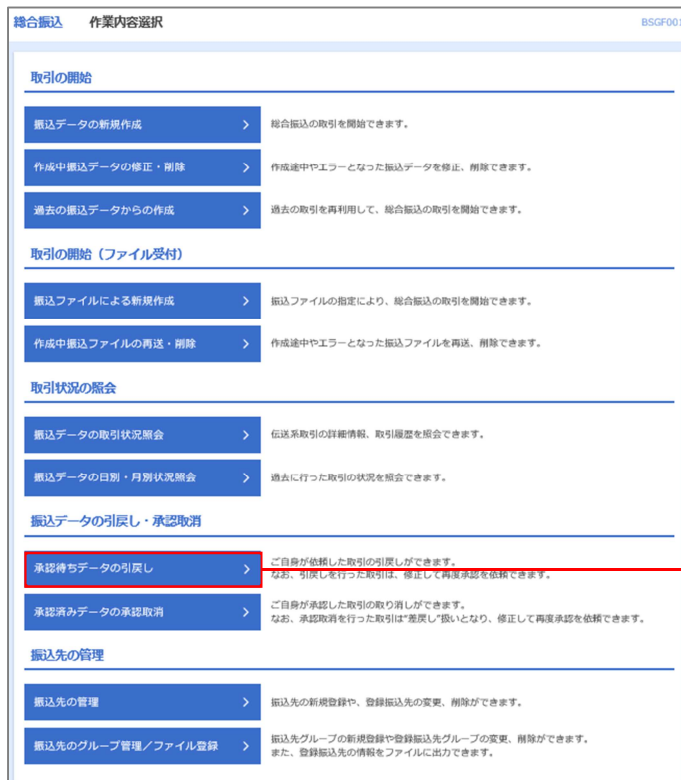 総合振込 作業内容選択 BSGF001
取引の開始
振込データの新規作成 総合振込の取引を開始できます。
作成中振込データの修正・削除 作成途中やエラーとなった振込データを修正、削除できます。
過去の振込データからの作成 過去の取引を再利用して、総合振込の取引を開始できます。
取引の開始（ファイル受付）
振込ファイルによる新規作成 振込ファイルの指定により、総合振込の取引を開始できます。
作成中振込ファイルの再送・削除 作成途中やエラーとなった振込ファイルを再送、削除できます。
取引状況の照会
振込データの取引状況照会 伝送系取引の詳細情報、取引履歴を照会できます。
振込データの日別・月別状況照会 過去に行った取引の状況を照会できます。
振込データの引戻し・承認取消
承認待ちデータの引戻し ご自身が依頼した取引の引戻しができます。
なお、引戻しを行った取引は、修正して再度承認を依頼できます。
承認済みデータの承認取消 ご自身が承認した取引の取り消しができます。
なお、承認取消を行った取引は“差戻し”扱いとなり、修正して再度承認を依頼できます。
振込先の管理
振込先の管理 振込先の新規登録や、登録振込先の変更、削除ができます。
振込先のグループ管理／ファイル登録 振込先グループの新規登録や登録振込先グループの変更、削除ができます。
また、登録振込先の情報をファイルに出力できます。